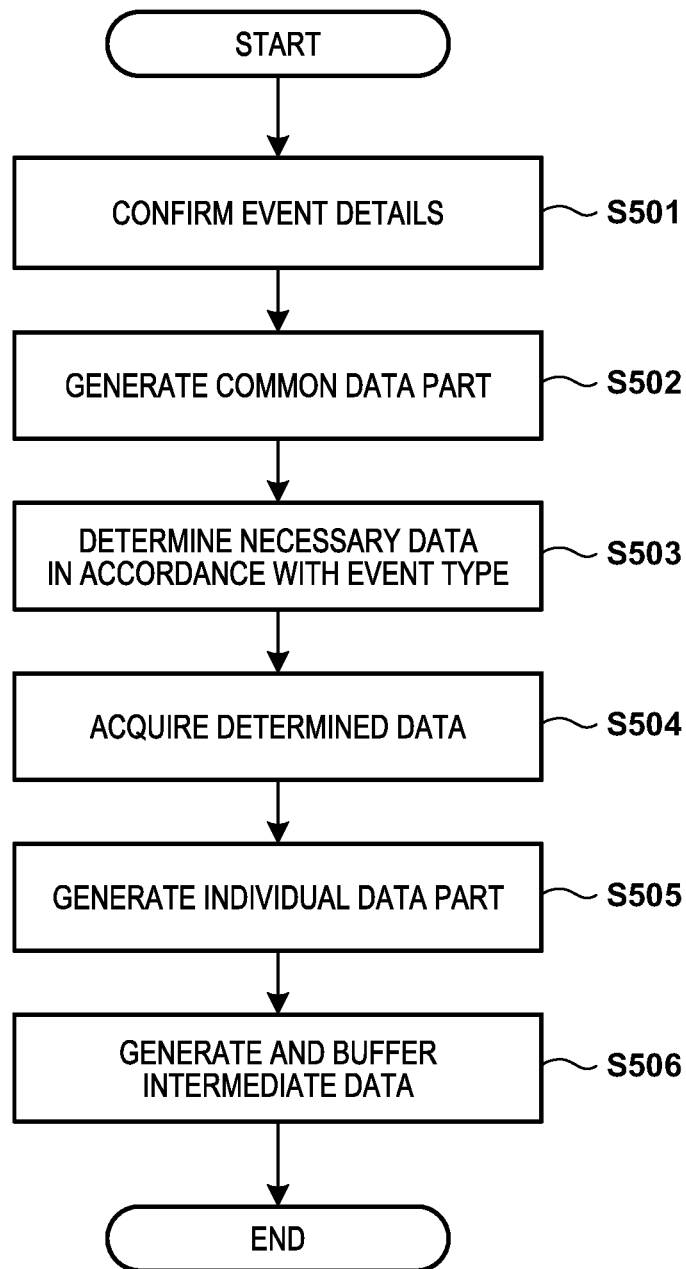 START
CONFIRM EVENT DETAILS
S501
GENERATE COMMON DATA PART
S502
DETERMINE NECESSARY DATA
IN ACCORDANCE WITH EVENT TYPE
S503
ACQUIRE DETERMINED DATA
S504
GENERATE INDIVIDUAL DATA PART
S505
GENERATE AND BUFFER
INTERMEDIATE DATA
S506
END